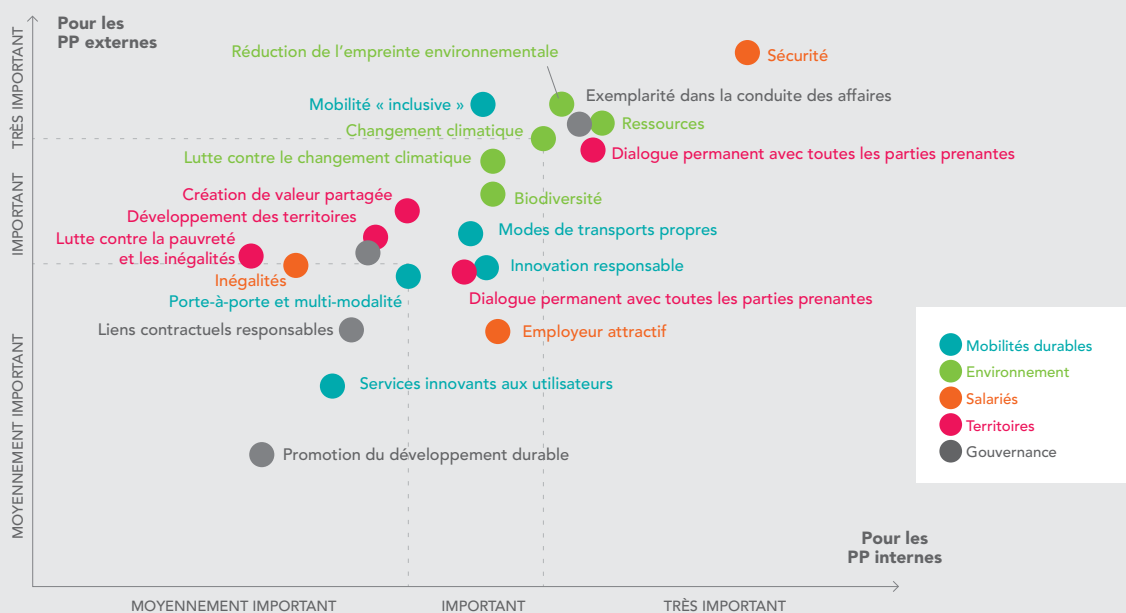 Pour les
PP externes
TRÈS IMPORTANT
IMPORTANT
MOYENNEMENT IMPORTANT
Réduction de l’empreinte environnementale
Sécurité
Mobilité « inclusive »
Exemplarité dans la conduite des affaires
Changement climatique
Ressources
Lutte contre le changement climatique
Dialogue permanent avec toutes les parties prenantes
Création de valeur partagée
Biodiversité
Développement des territoires
Lutte contre la pauvreté
et les inégalités
Modes de transports propres
Inégalités
Innovation responsable
Porte-à-porte et multi-modalité
Dialogue permanent avec toutes les parties prenantes
Liens contractuels responsables
Employeur attractif
Services innovants aux utilisateurs
Promotion du développement durable
Mobilités durables
Environnement
Salariés
Territoires
Gouvernance
Pour les
PP internes
MOYENNEMENT IMPORTANT
IMPORTANT
TRÈS IMPORTANT